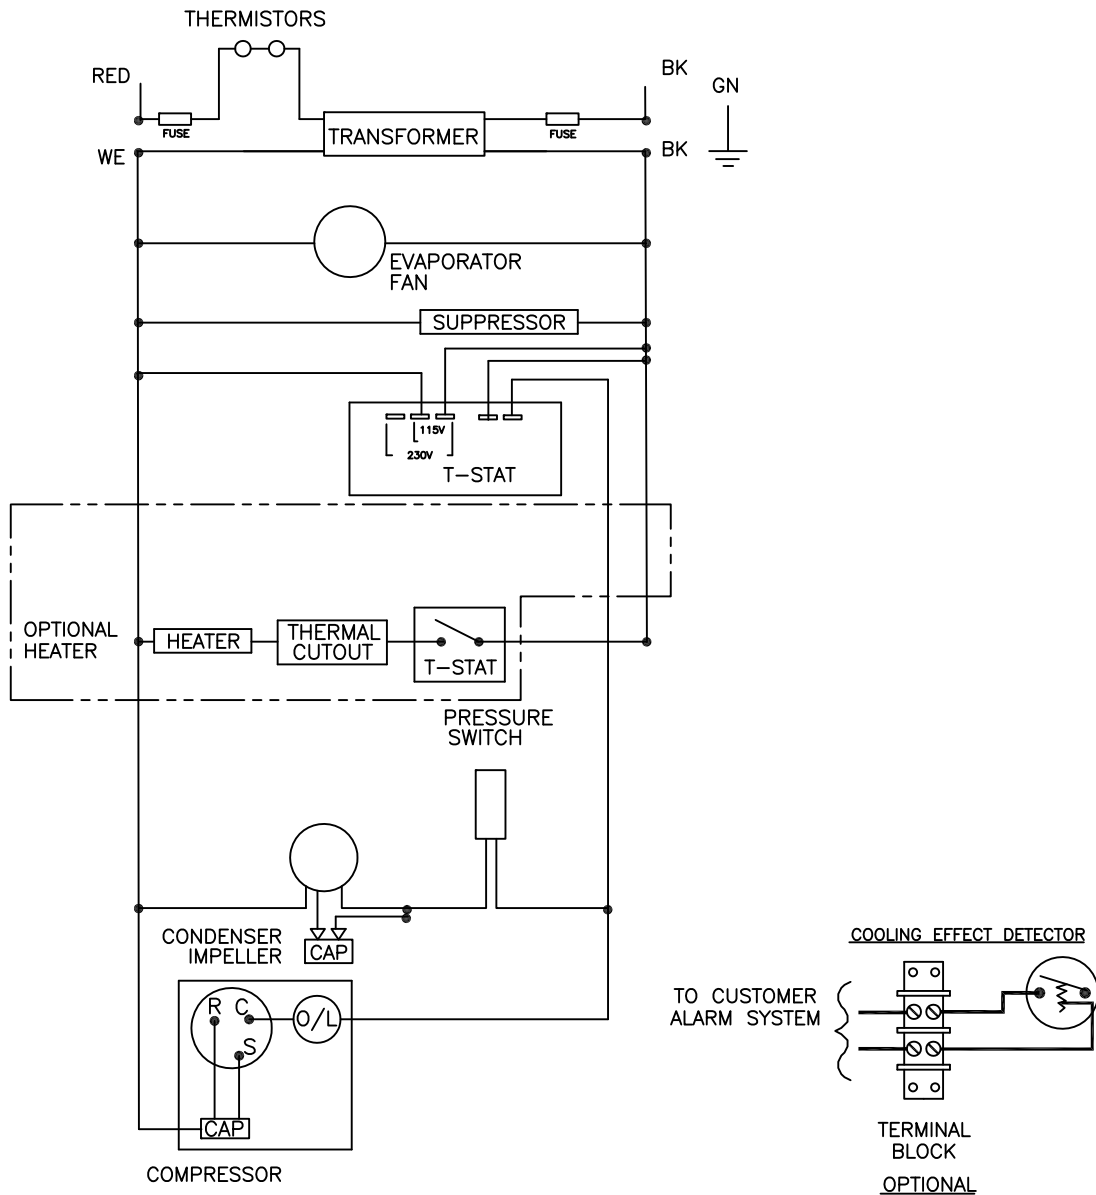 THERMISTORS
RED
BK
GN
FUSE
TRANSFORMER
FUSE
WE
BK
EVAPORATOR
FAN
SUPPRESSOR
115V
230V
T-STAT
OPTIONAL
HEATER
HEATER
THERMAL
CUTOUT
T-STAT
PRESSURE
SWITCH
CONDENSER
IMPELLER
CAP
R
C
S
O/L
CAP
COMPRESSOR
COOLING EFFECT DETECTOR
TO CUSTOMER
ALARM SYSTEM
TERMINAL
BLOCK
OPTIONAL